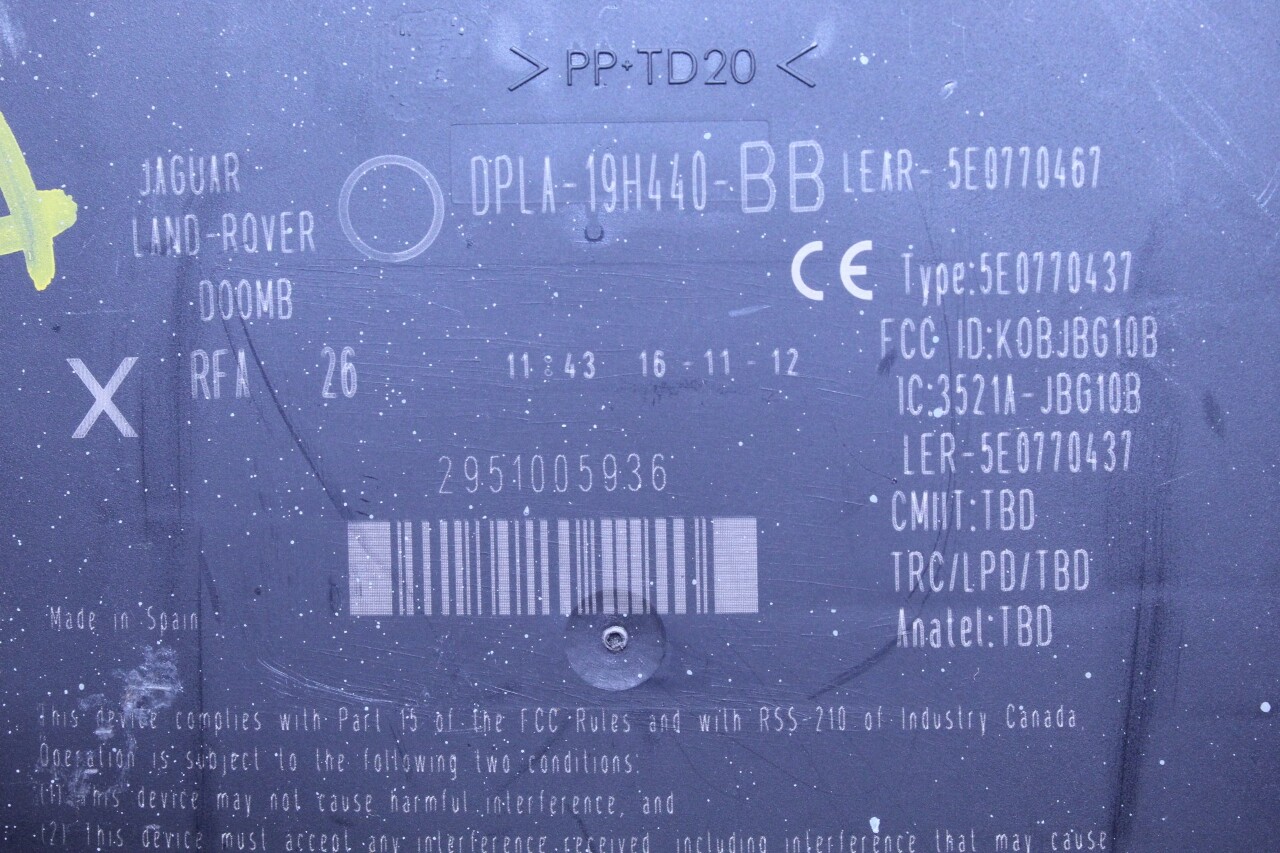 >PP-TD20<
JAGUAR
LAND-ROVER
DPLA-19H440-BB
LEAR-5E0770467
CE
Type:5E0770437
D00MB
FCC ID:KOBJBG10B
X
RFA 26
11:43 16-11-12
IC:3521A-JBG10B
LER-5E0770437
2951005936
CMIIT:TBD
TRC/LPD/TBD
Anatel:TBD
Made in Spain
This device complies with Part 15 of the FCC Rules and with RSS-210 of Industry Canada.
Operation is subject to the following two conditions:
(1) This device may not cause harmful interference, and
(2) This device must accept any interference received, including interference that may cause